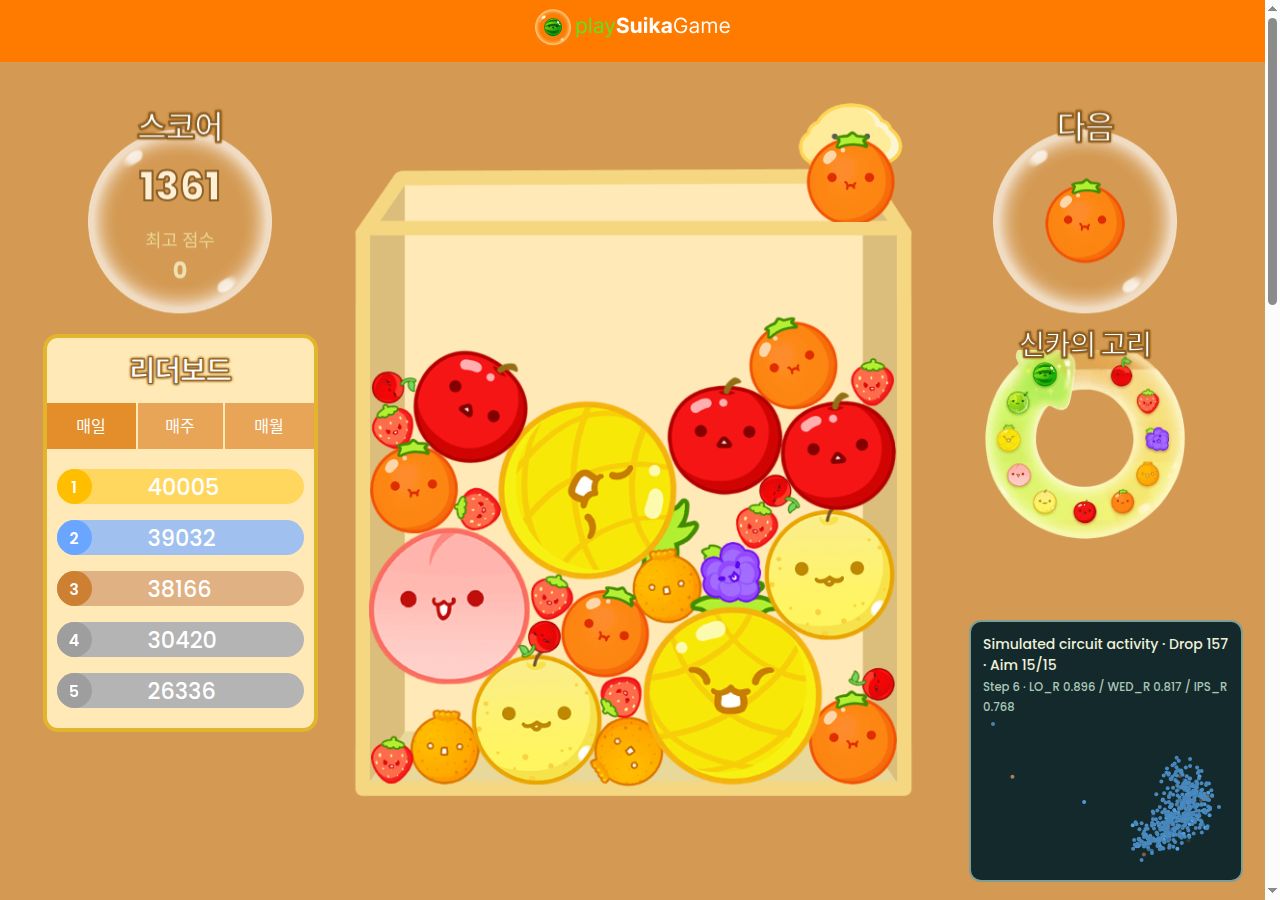 playSuikaGame
스코어
1361
최고 점수
0
리더보드
매일 매주 매월
1 40005
2 39032
3 38166
4 30420
5 26336
다음
신카의 고리
Simulated circuit activity · Drop 157
· Aim 15/15
Step 6 · LO_R 0.896 / WED_R 0.817 / IPS_R
0.768